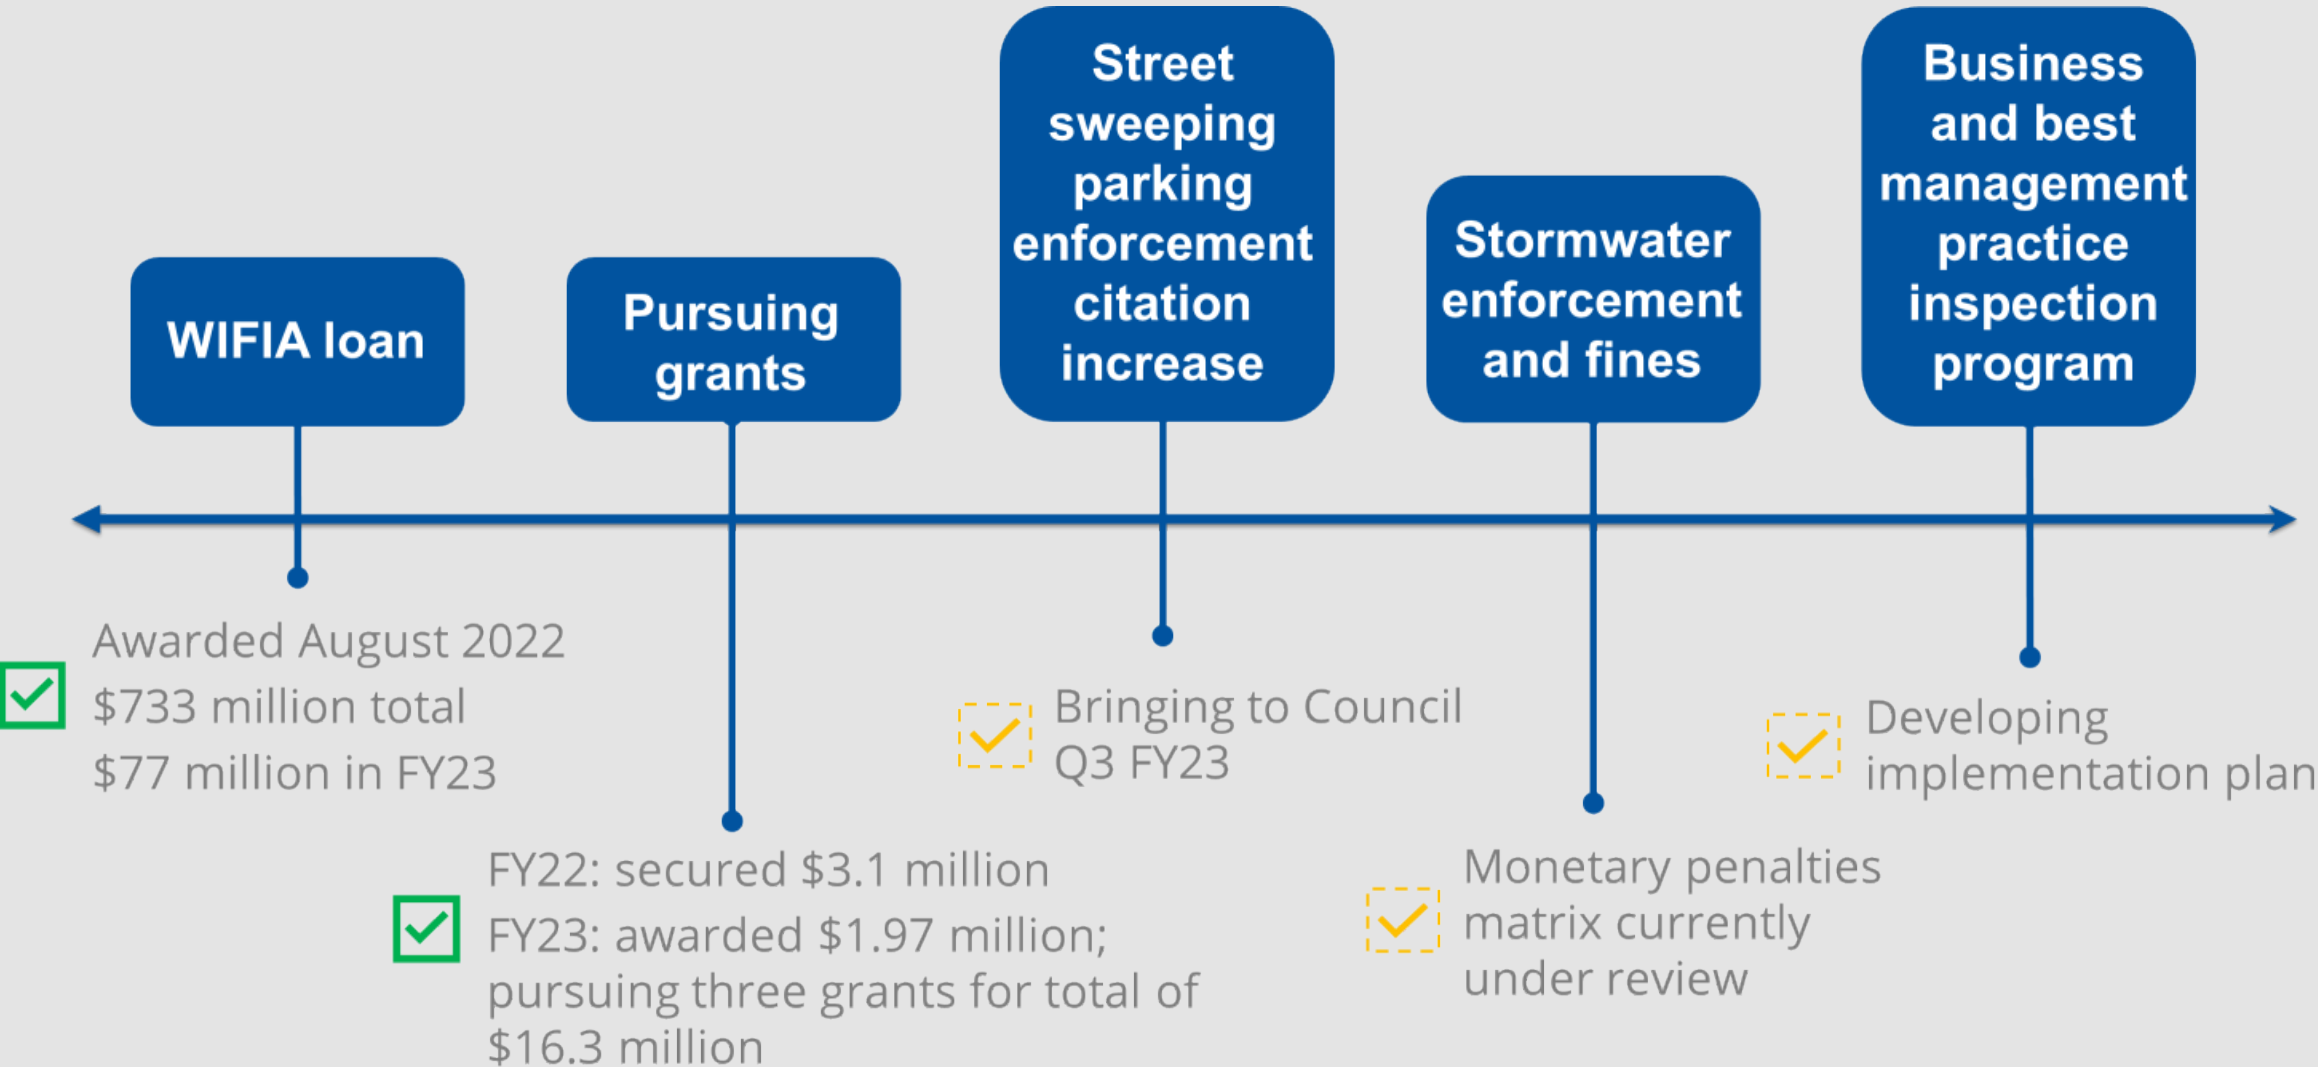 WIFIA loan
Awarded August 2022
$733 million total
$77 million in FY23
Pursuing
grants
FY22: secured $3.1 million
FY23: awarded $1.97 million;
pursuing three grants for total of
$16.3 million
Street
sweeping
parking
enforcement
citation
increase
Bringing to Council
Q3 FY23
Stormwater
enforcement
and fines
Monetary penalties
matrix currently
under review
Business
and best
management
practice
inspection
program
Developing
implementation plan